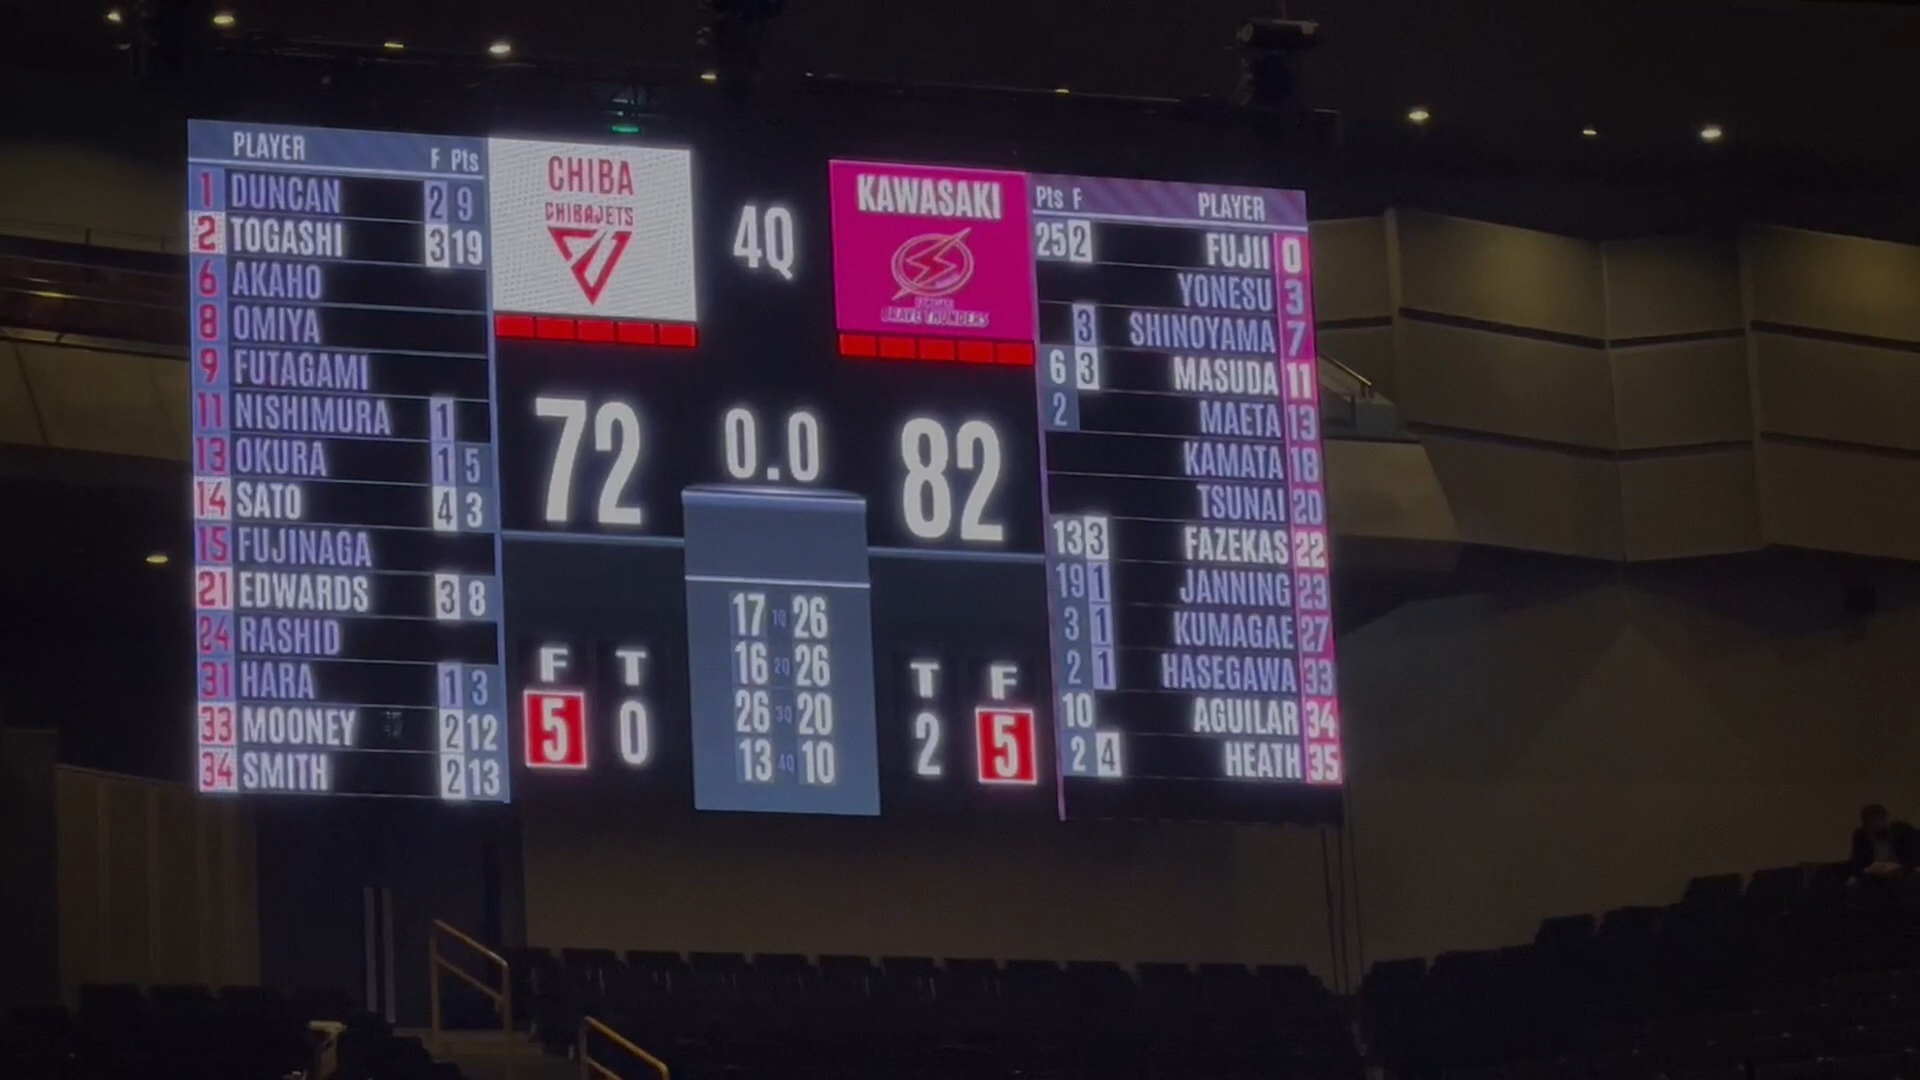 PLAYER F Pts
1 DUNCAN 2 9
2 TOGASHI 3 19
6 AKAHO
8 OMIYA
9 FUTAGAMI
11 NISHIMURA 1
13 OKURA 1 5
14 SATO 4 3
15 FUJINAGA
21 EDWARDS 3 8
24 RASHID
31 HARA 1 3
33 MOONEY 2 12
34 SMITH 2 13
CHIBA
CHIBAJETS
4Q
KAWASAKI
BRAVE THUNDERS
72 0.0 82
F T
5 0
17 1Q 26
16 2Q 26
26 3Q 20
13 4Q 10
T F
2 5
Pts F PLAYER
25 2 FUJII 0
YONESU 3
3 SHINOYAMA 7
6 3 MASUDA 11
2 MAETA 13
KAMATA 18
TSUNAI 20
13 3 FAZEKAS 22
19 1 JANNING 23
3 1 KUMAGAE 27
2 1 HASEGAWA 33
10 AGUILAR 34
2 4 HEATH 35